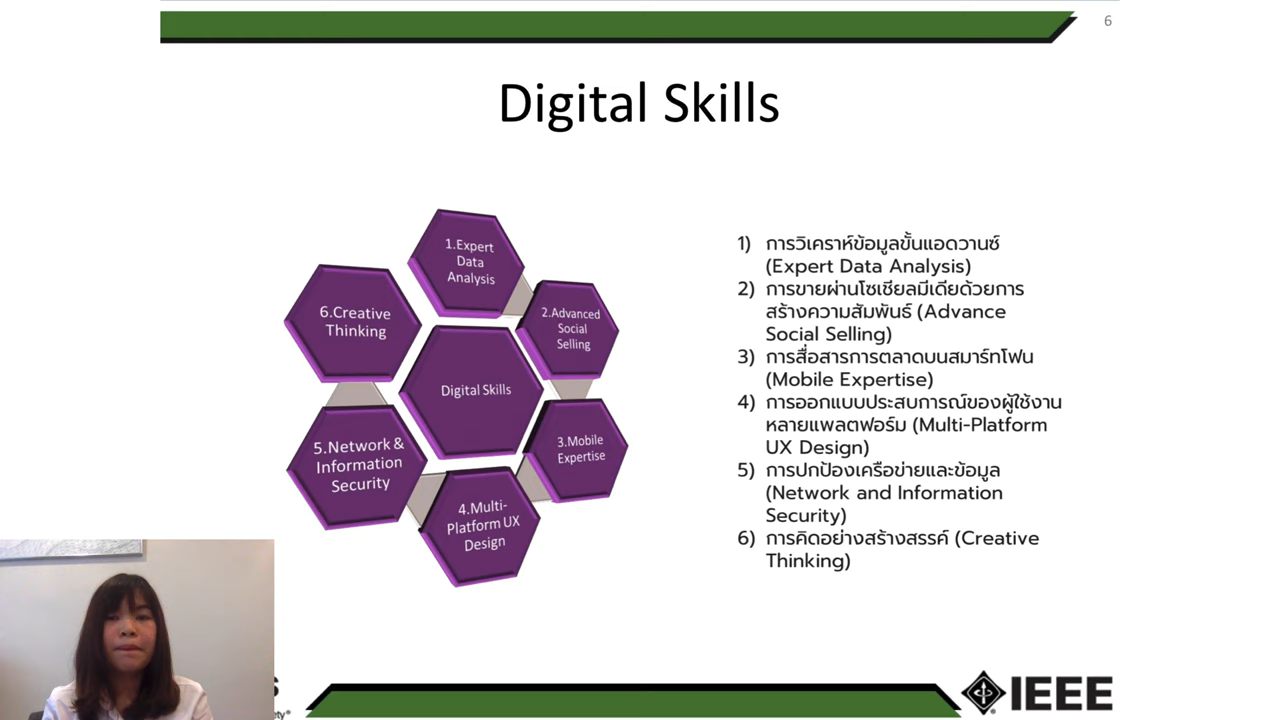 6
Digital Skills
1.Expert
Data
Analysis
2.Advanced
Social
Selling
3.Mobile
Expertise
4.Multi-
Platform UX
Design
5.Network &
Information
Security
6.Creative
Thinking
Digital Skills
1) การวิเคราห์ข้อมูลขั้นแอดวานซ์
(Expert Data Analysis)
2) การขายผ่านโซเชียลมีเดียด้วยการ
สร้างความสัมพันธ์ (Advance
Social Selling)
3) การสื่อสารการตลาดบนสมาร์ทโฟน
(Mobile Expertise)
4) การออกแบบประสบการณ์ของผู้ใช้งาน
หลายแพลตฟอร์ม (Multi-Platform
UX Design)
5) การปกป้องเครือข่ายและข้อมูล
(Network and Information
Security)
6) การคิดอย่างสร้างสรรค์ (Creative
Thinking)
IEEE